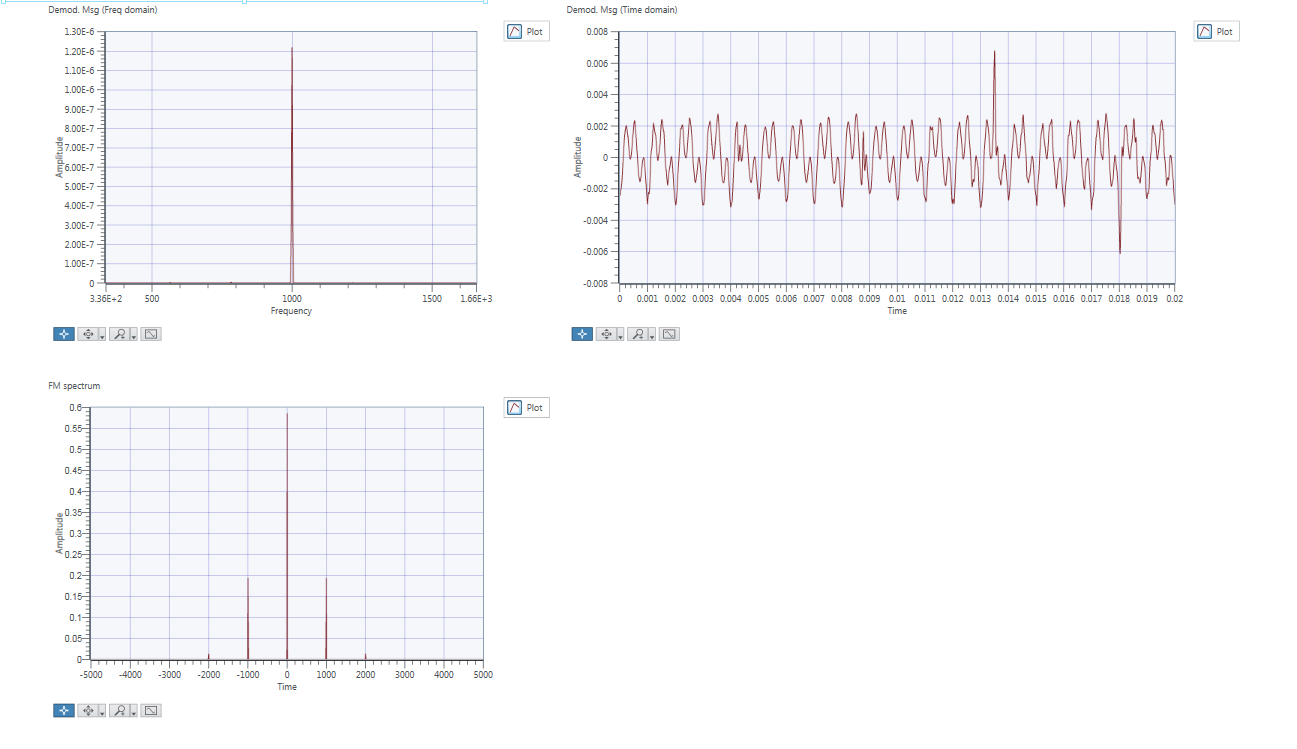 Demod. Msg (Freq domain)
Plot
1.30E-6
1.20E-6
1.10E-6
1.00E-6
9.00E-7
8.00E-7
7.00E-7
6.00E-7
5.00E-7
4.00E-7
3.00E-7
2.00E-7
1.00E-7
0
Amplitude
3.36E+2 500 1000 1500 1.66E+3
Frequency
Demod. Msg (Time domain)
Plot
0.008
0.006
0.004
0.002
0
-0.002
-0.004
-0.006
-0.008
Amplitude
0 0.001 0.002 0.003 0.004 0.005 0.006 0.007 0.008 0.009 0.01 0.011 0.012 0.013 0.014 0.015 0.016 0.017 0.018 0.019 0.02
Time
FM spectrum
Plot
0.6
0.55
0.5
0.45
0.4
0.35
0.3
0.25
0.2
0.15
0.1
0.05
0
Amplitude
-5000 -4000 -3000 -2000 -1000 0 1000 2000 3000 4000 5000
Time